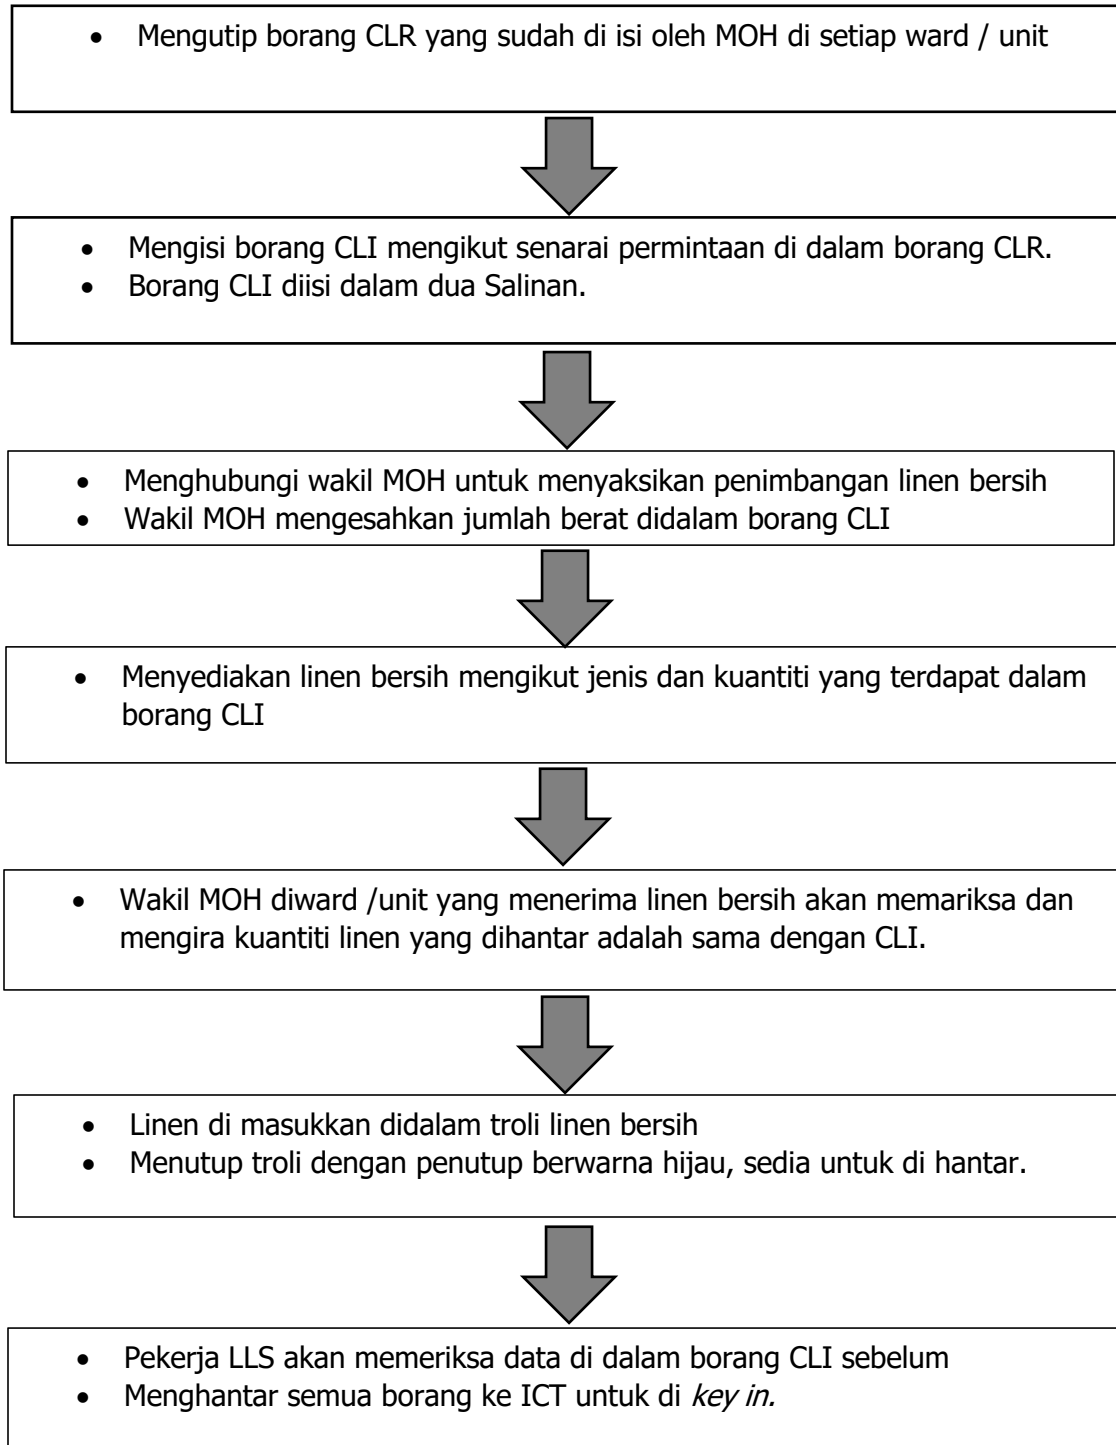 • Mengutip borang CLR yang sudah di isi oleh MOH di setiap ward / unit
• Mengisi borang CLI mengikut senarai permintaan di dalam borang CLR.
• Borang CLI diisi dalam dua Salinan.
• Menghubungi wakil MOH untuk menyaksikan penimbangan linen bersih
• Wakil MOH mengesahkan jumlah berat didalam borang CLI
• Menyediakan linen bersih mengikut jenis dan kuantiti yang terdapat dalam
borang CLI
• Wakil MOH diward /unit yang menerima linen bersih akan memariksa dan
mengira kuantiti linen yang dihantar adalah sama dengan CLI.
• Linen di masukkan didalam troli linen bersih
• Menutup troli dengan penutup berwarna hijau, sedia untuk di hantar.
• Pekerja LLS akan memeriksa data di dalam borang CLI sebelum
• Menghantar semua borang ke ICT untuk di key in.